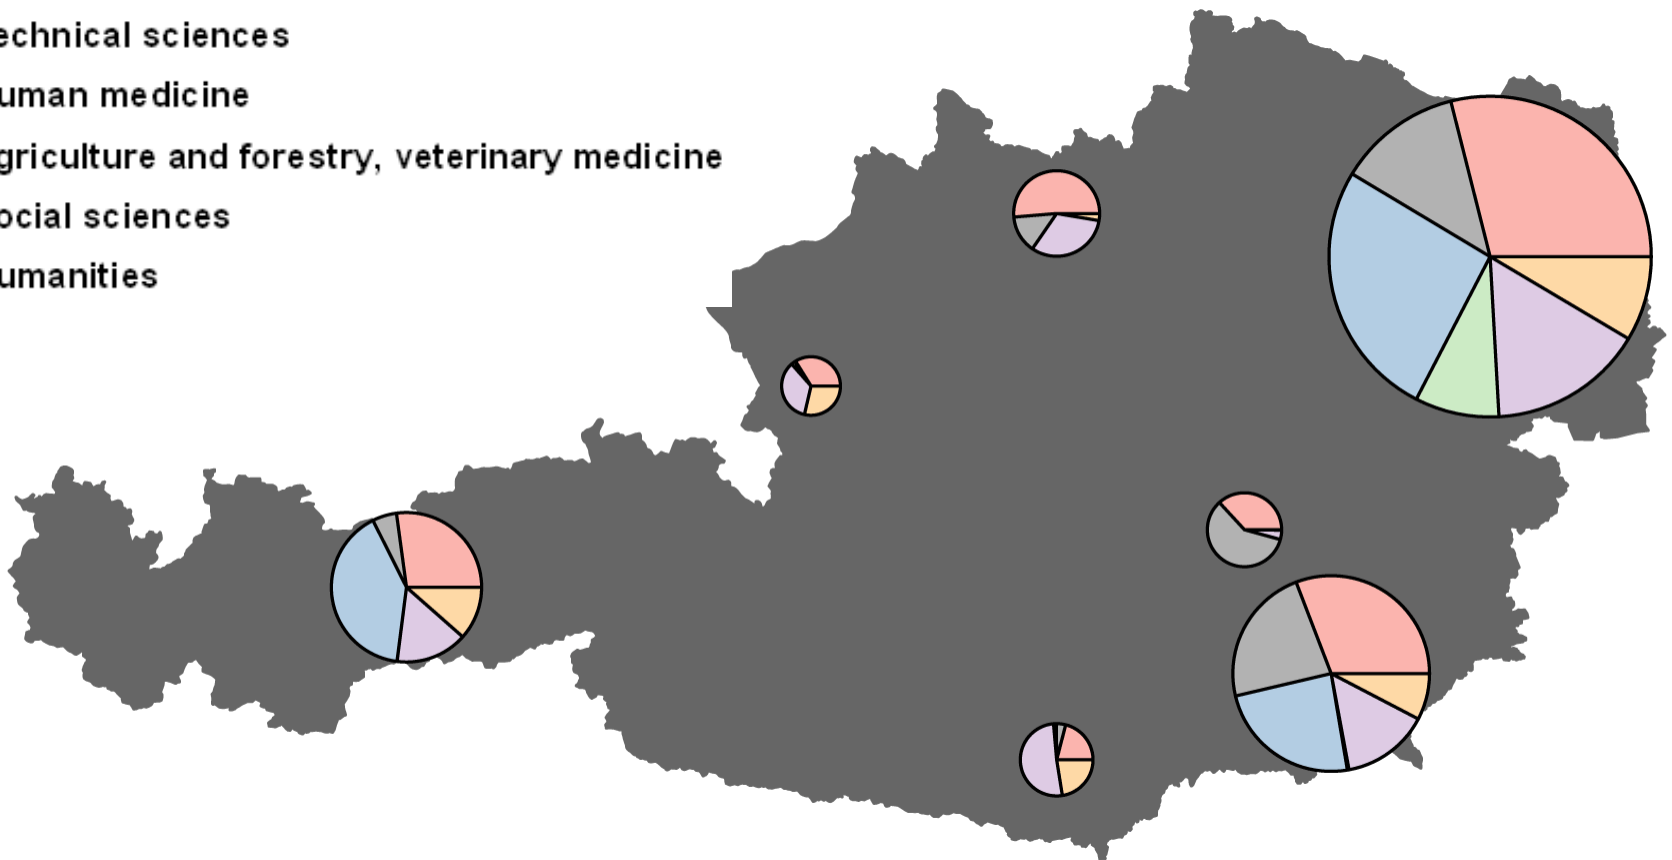 echnical sciences
uman medicine
griculture and forestry, veterinary medicine
ocial sciences
umanities